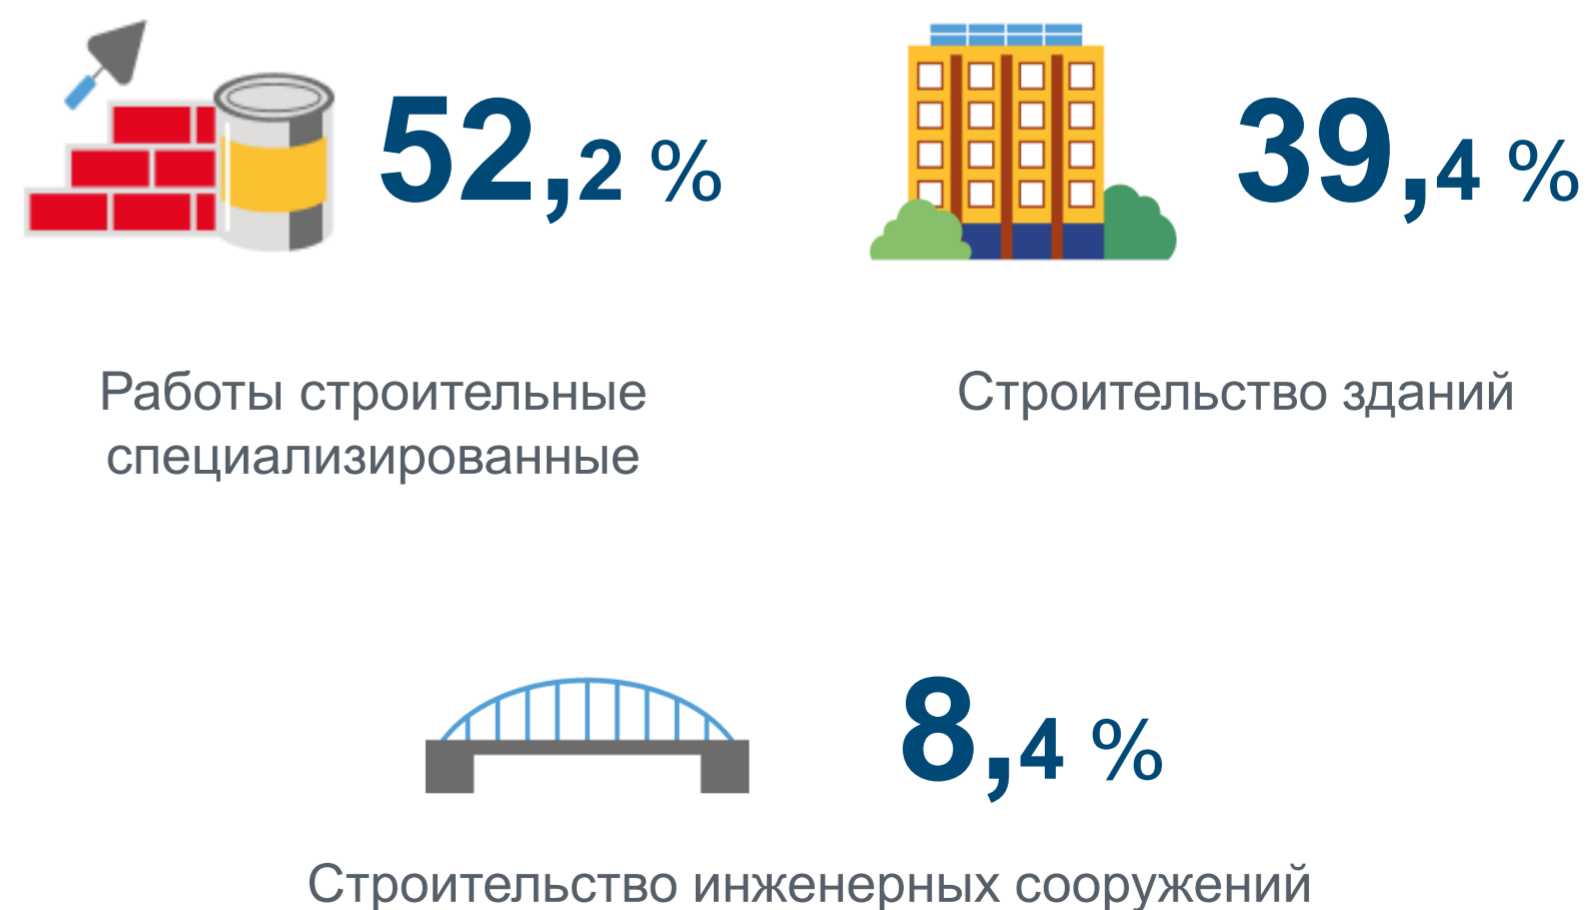 52,2 %
39,4 %
Работы строительные
специализированные
Строительство зданий
8,4 %
Строительство инженерных сооружений